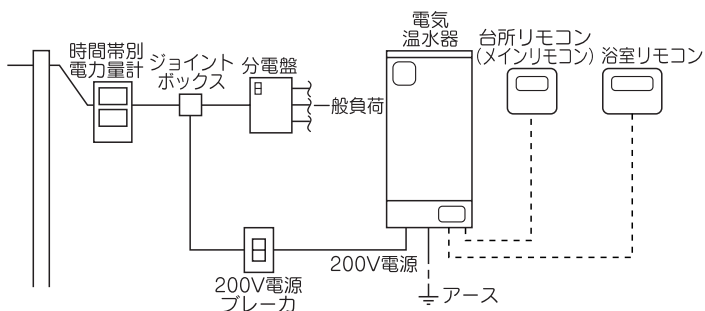 時間帯別
電力量計
ジョイント
ボックス
分電盤
一般負荷
電気
温水器
台所リモコン
(メインリモコン)
浴室リモコン
200V電源
200V電源
ブレーカ
アース